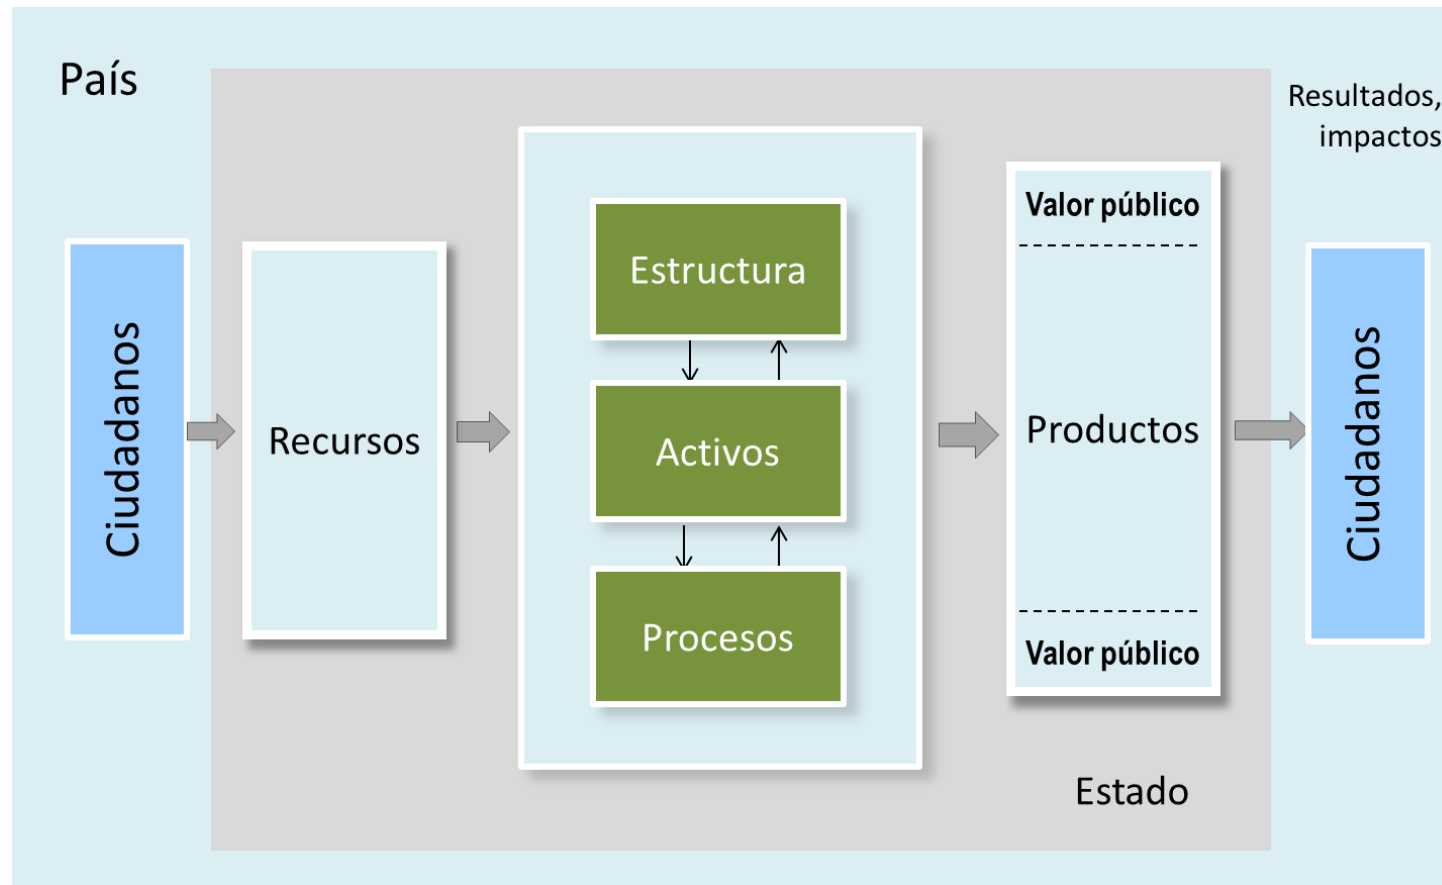 País
Resultados,
impactos
Ciudadanos
Recursos
Estructura
Activos
Procesos
Valor público
Productos
Valor público
Ciudadanos
Estado